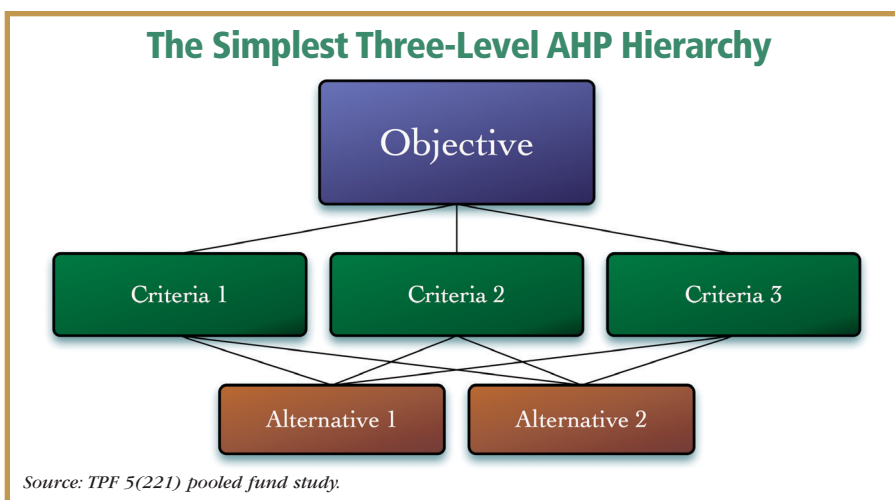 The Simplest Three-Level AHP Hierarchy
Objective
Criteria 1
Criteria 2
Criteria 3
Alternative 1
Alternative 2
Source: TPF 5(221) pooled fund study.